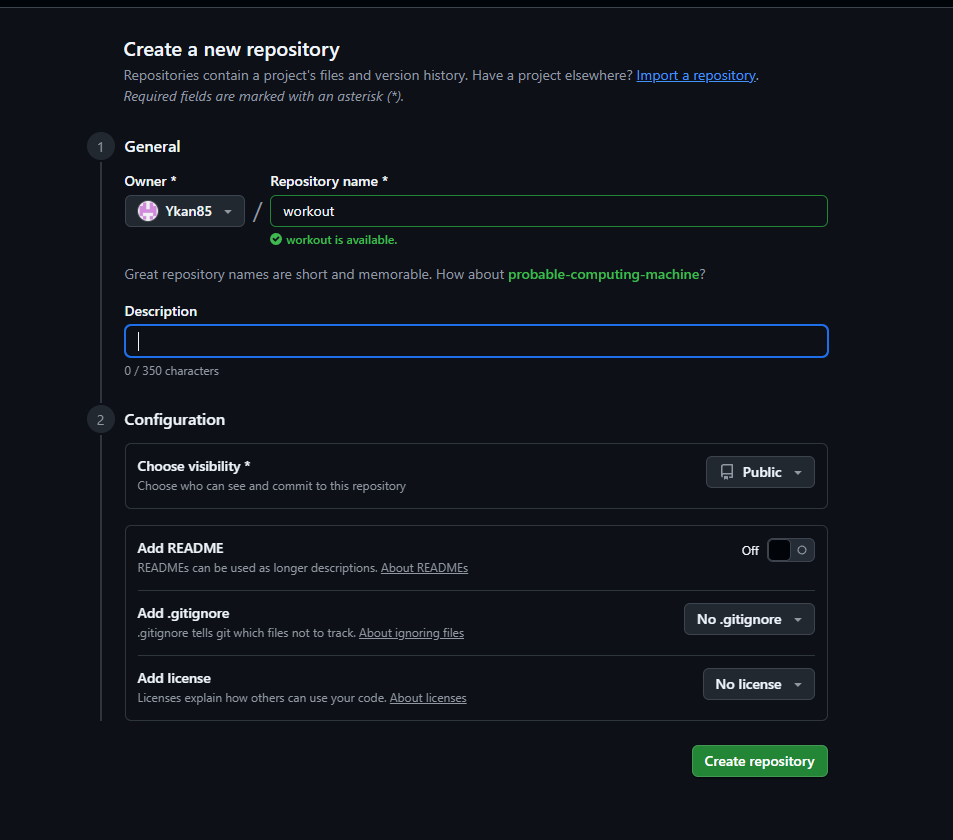 Create a new repository
Repositories contain a project's files and version history. Have a project elsewhere? Import a repository.
Required fields are marked with an asterisk (*).
1 General
Owner * Repository name *
Ykan85 / workout
workout is available.
Great repository names are short and memorable. How about probable-computing-machine?
Description
0 / 350 characters
2 Configuration
Choose visibility *
Choose who can see and commit to this repository
Public
Add README
READMEs can be used as longer descriptions. About READMEs
Off
Add .gitignore
.gitignore tells git which files not to track. About ignoring files
No .gitignore
Add license
Licenses explain how others can use your code. About licenses
No license
Create repository